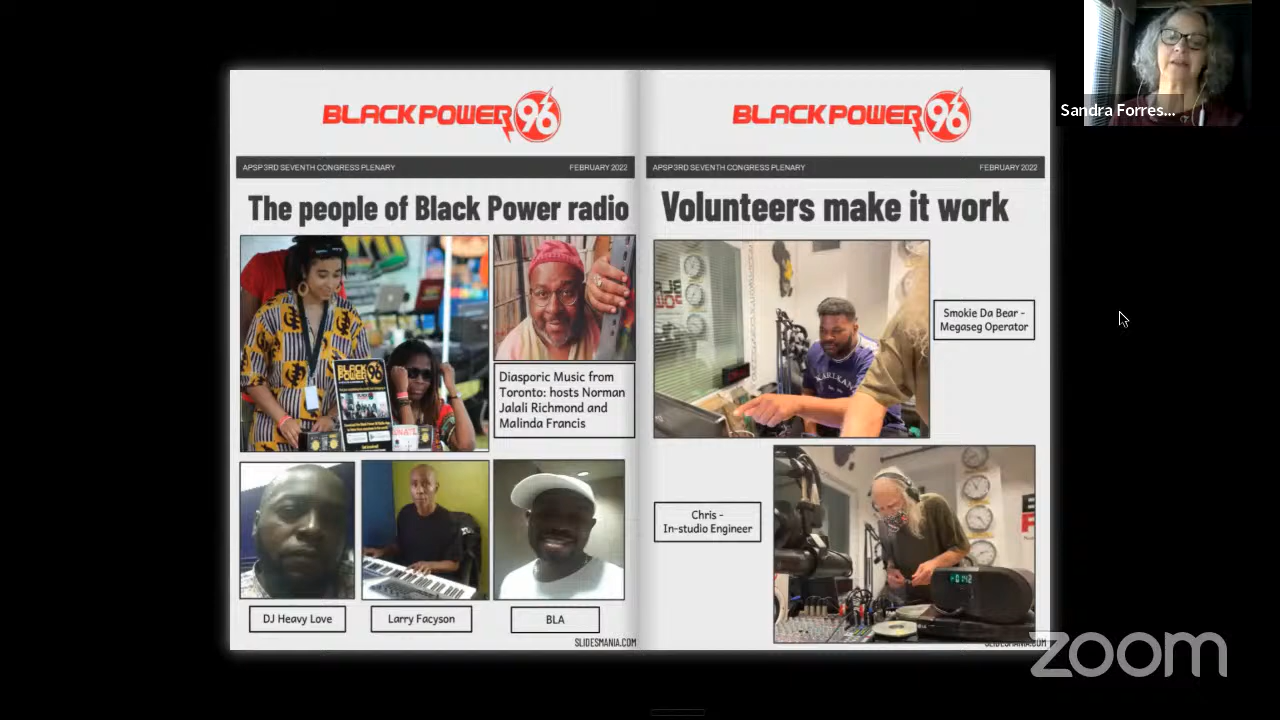 Sandra Forres...
BLACK POWER 96
APSP 3RD SEVENTH CONGRESS PLENARY
FEBRUARY 2022
The people of Black Power radio
BLACK POWER 96
Diasporic Music from
Toronto: hosts Norman
Jalali Richmond and
Malinda Francis
DJ Heavy Love
Larry Facyson
BLA
SLIDESMANIA.COM
BLACK POWER 96
APSP 3RD SEVENTH CONGRESS PLENARY
FEBRUARY 2022
Volunteers make it work
Smokie Da Bear -
Megaseg Operator
Chris -
In-studio Engineer
SLIDESMANIA.COM
zoom